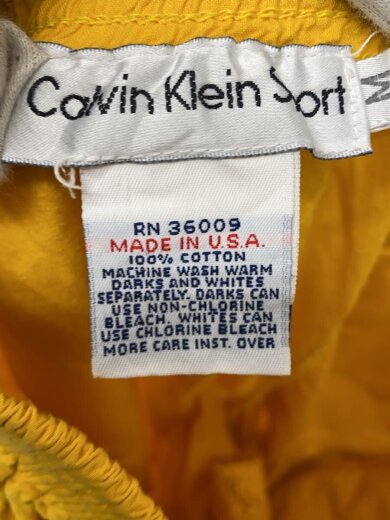 Calvin Klein Sport
M
RN 36009
MADE IN U.S.A.
100% COTTON
MACHINE WASH WARM
DARKS AND WHITES
SEPARATELY. DARKS CAN
USE NON-CHLORINE
BLEACH. WHITES CAN
USE CHLORINE BLEACH
MORE CARE INST. OVER